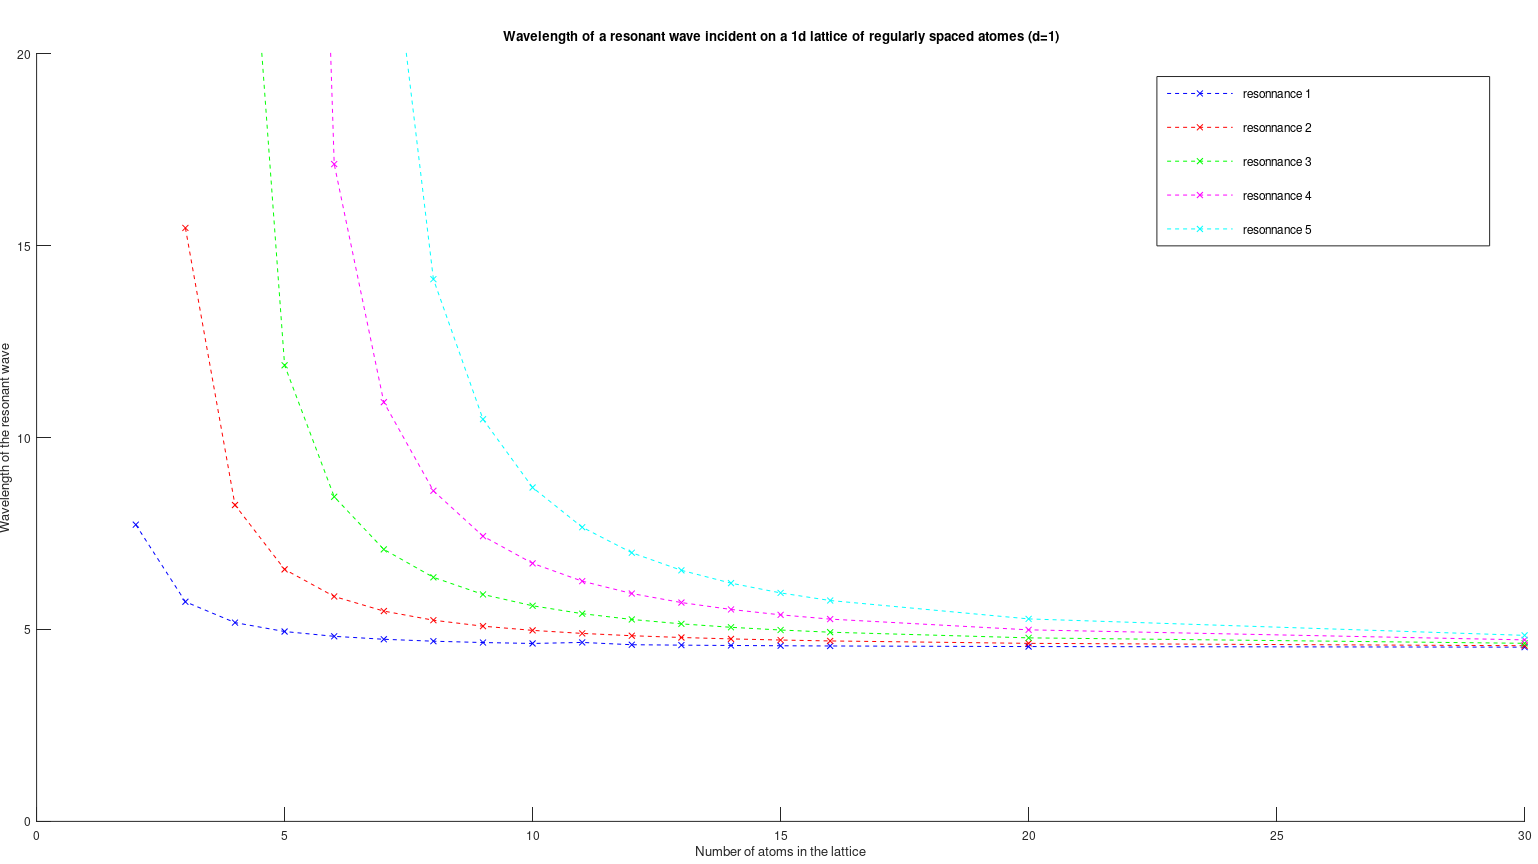 Wavelength of a resonant wave incident on a 1d lattice of regularly spaced atomes (d=1)
20
15
10
5
0
Wavelength of the resonant wave
resonnance 1
resonnance 2
resonnance 3
resonnance 4
resonnance 5
0 5 10 15 20 25 30
Number of atoms in the lattice